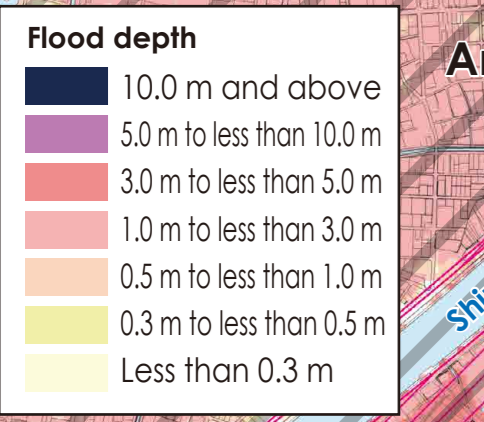 Flood depth
10.0 m and above
5.0 m to less than 10.0 m
3.0 m to less than 5.0 m
1.0 m to less than 3.0 m
0.5 m to less than 1.0 m
0.3 m to less than 0.5 m
Less than 0.3 m